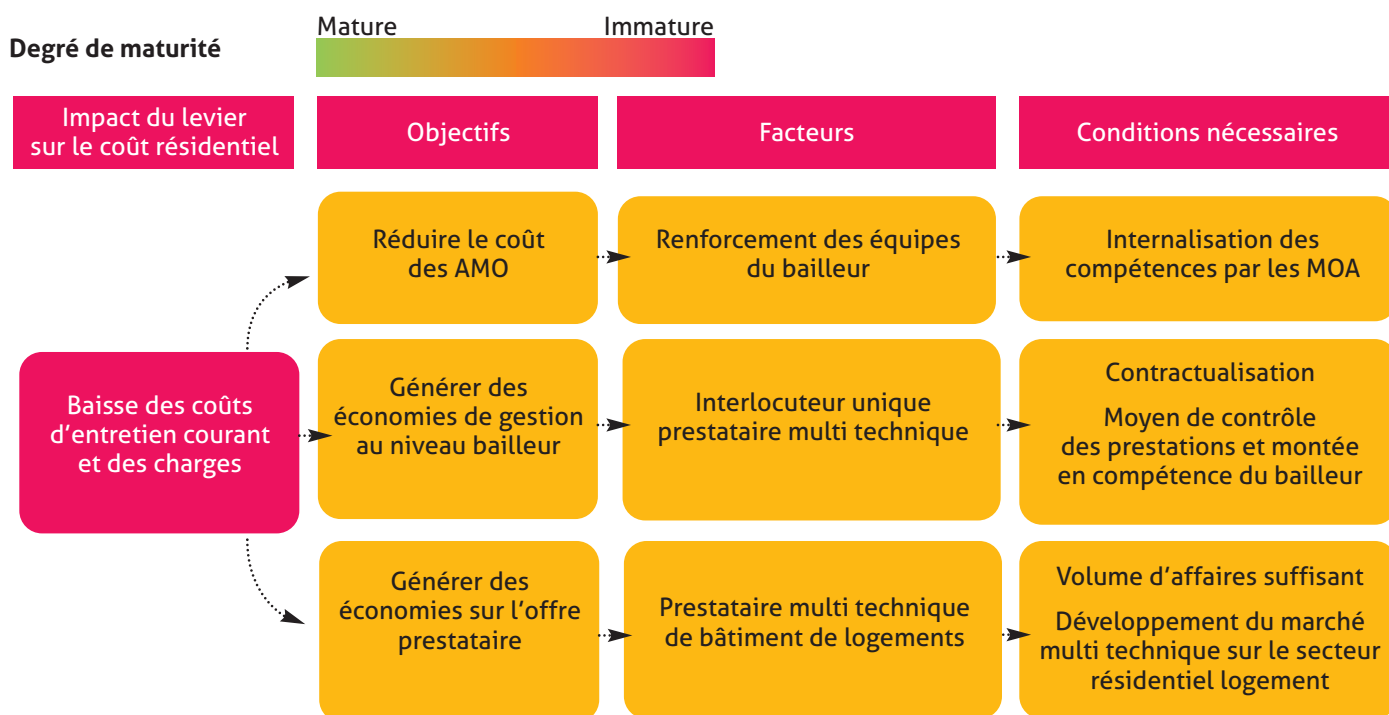 Degré de maturité
Mature
Immature
Impact du levier
sur le coût résidentiel
Objectifs
Facteurs
Conditions nécessaires
Baisse des coûts
d'entretien courant
et des charges
Réduire le coût
des AMO
Renforcement des équipes
du bailleur
Internalisation des
compétences par les MOA
Générer des
économies de gestion
au niveau bailleur
Interlocuteur unique
prestataire multi technique
Contractualisation
Moyen de contrôle
des prestations et montée
en compétence du bailleur
Générer des
économies sur l'offre
prestataire
Prestataire multi technique
de bâtiment de logements
Volume d'affaires suffisant
Développement du marché
multi technique sur le secteur
résidentiel logement